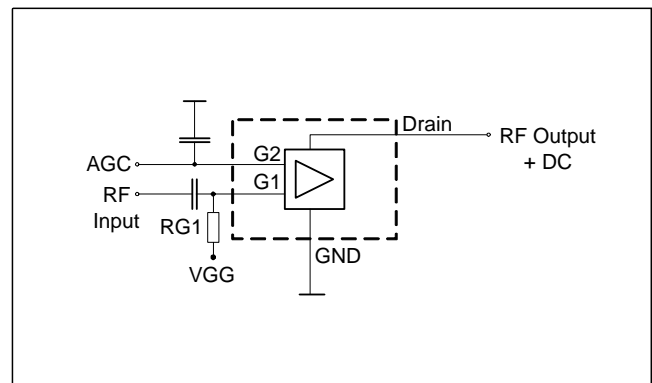 Drain
RF Output
+ DC
AGC
G2
RF
Input
G1
RG1
GND
VGG